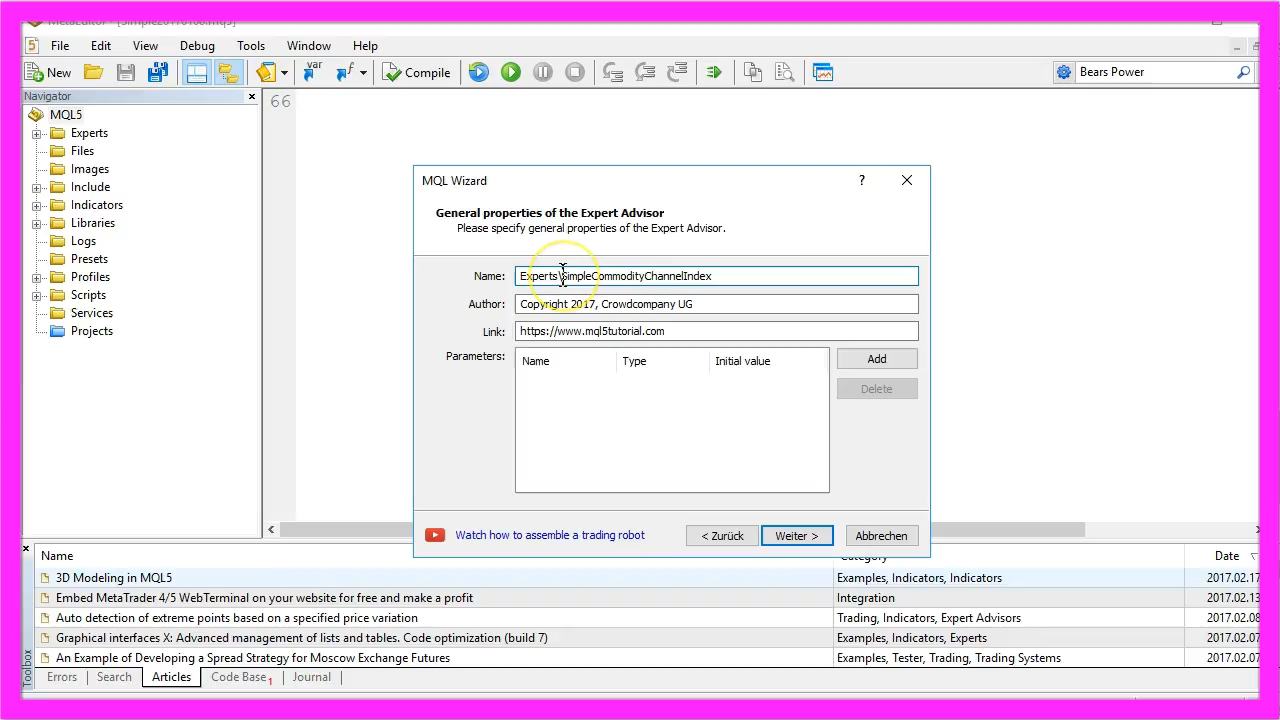 File Edit View Debug Tools Window Help
New var Compile Bears Power
Navigator
66
MQL5
Experts
Files
Images
Include
Indicators
Libraries
Logs
Presets
Profiles
Scripts
Services
Projects
MQL Wizard ?
General properties of the Expert Advisor
Please specify general properties of the Expert Advisor.
Name: Experts\SimpleCommodityChannelIndex
Author: Copyright 2017, Crowdcompany UG
Link: https://www.mql5tutorial.com
Parameters: Name Type Initial value
Add
Delete
Watch how to assemble a trading robot < Zurück Weiter > Abbrechen
Name Category Date
3D Modeling in MQL5 Examples, Indicators, Indicators 2017.02.17
Embed MetaTrader 4/5 WebTerminal on your website for free and make a profit Integration 2017.02.13
Auto detection of extreme points based on a specified price variation Trading, Indicators, Expert Advisors 2017.02.08
Graphical interfaces X: Advanced management of lists and tables. Code optimization (build 7) Examples, Indicators, Experts 2017.02.07
An Example of Developing a Spread Strategy for Moscow Exchange Futures Examples, Tester, Trading, Trading Systems 2017.02.07
Toolbox
Errors Search Articles Code Base 1 Journal